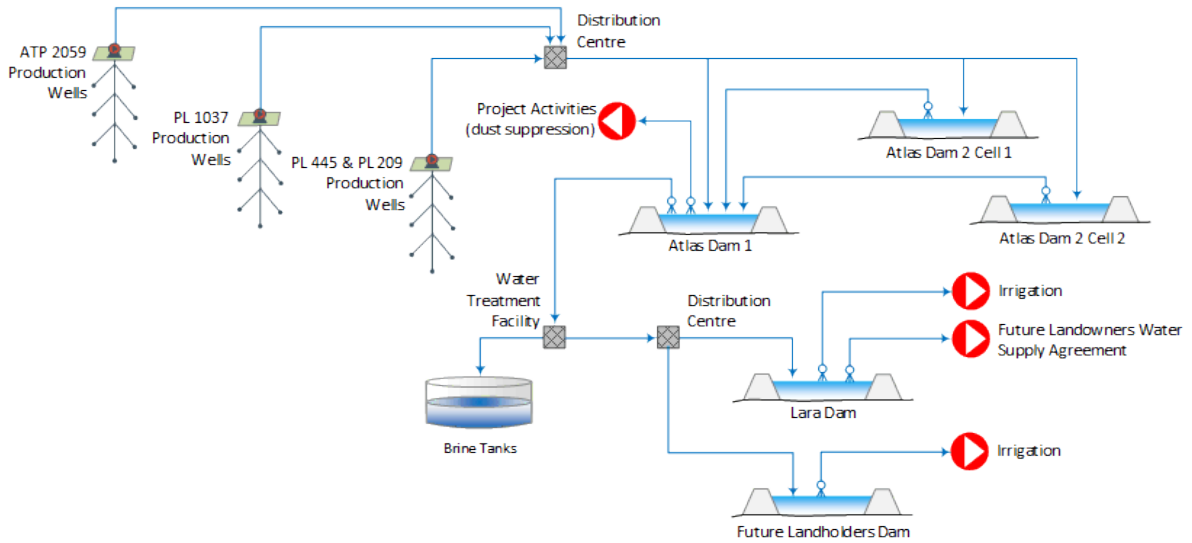 ATP 2059
Production
Wells
PL 1037
Production
Wells
PL 445 & PL 209
Production
Wells
Distribution
Centre
Project Activities
(dust suppression)
Atlas Dam 2 Cell 1
Atlas Dam 2 Cell 2
Atlas Dam 1
Water
Treatment
Facility
Distribution
Centre
Irrigation
Future Landowners Water
Supply Agreement
Lara Dam
Brine Tanks
Irrigation
Future Landholders Dam